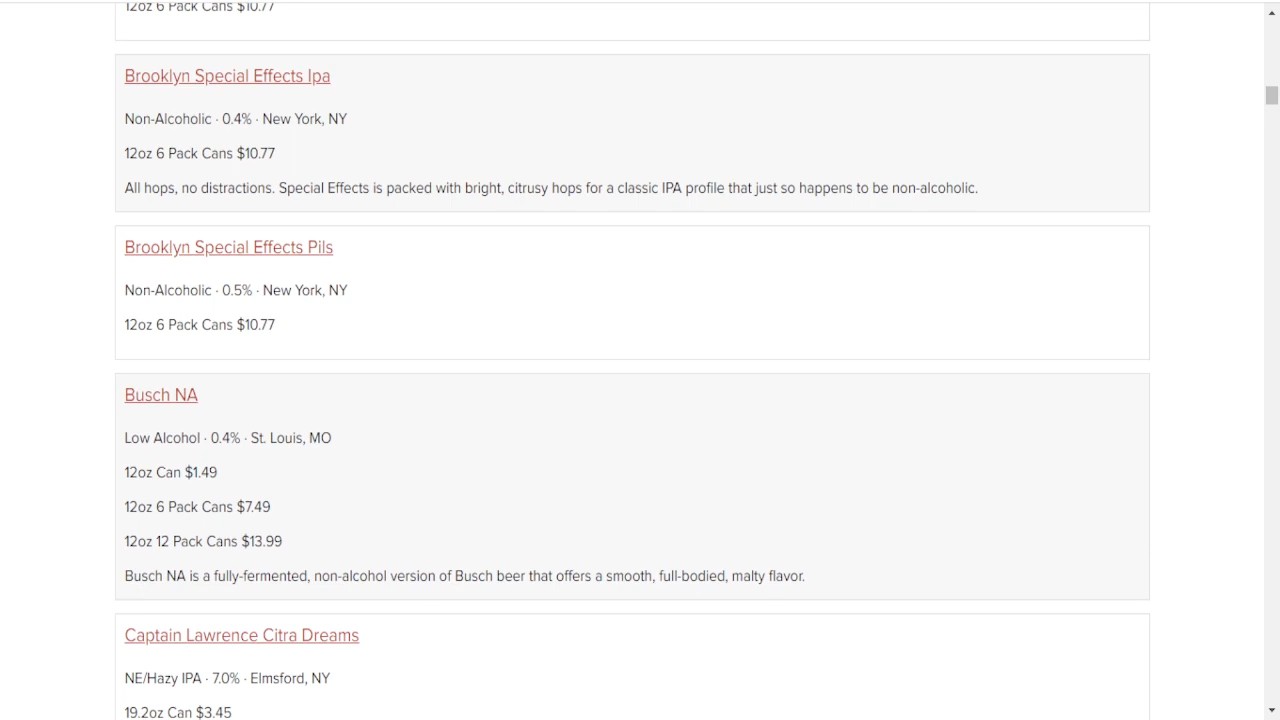 12oz 6 Pack Cans $10.77
Brooklyn Special Effects Ipa
Non-Alcoholic · 0.4% · New York, NY
12oz 6 Pack Cans $10.77
All hops, no distractions. Special Effects is packed with bright, citrusy hops for a classic IPA profile that just so happens to be non-alcoholic.
Brooklyn Special Effects Pils
Non-Alcoholic · 0.5% · New York, NY
12oz 6 Pack Cans $10.77
Busch NA
Low Alcohol · 0.4% · St. Louis, MO
12oz Can $1.49
12oz 6 Pack Cans $7.49
12oz 12 Pack Cans $13.99
Busch NA is a fully-fermented, non-alcohol version of Busch beer that offers a smooth, full-bodied, malty flavor.
Captain Lawrence Citra Dreams
NE/Hazy IPA · 7.0% · Elmsford, NY
19.2oz Can $3.45